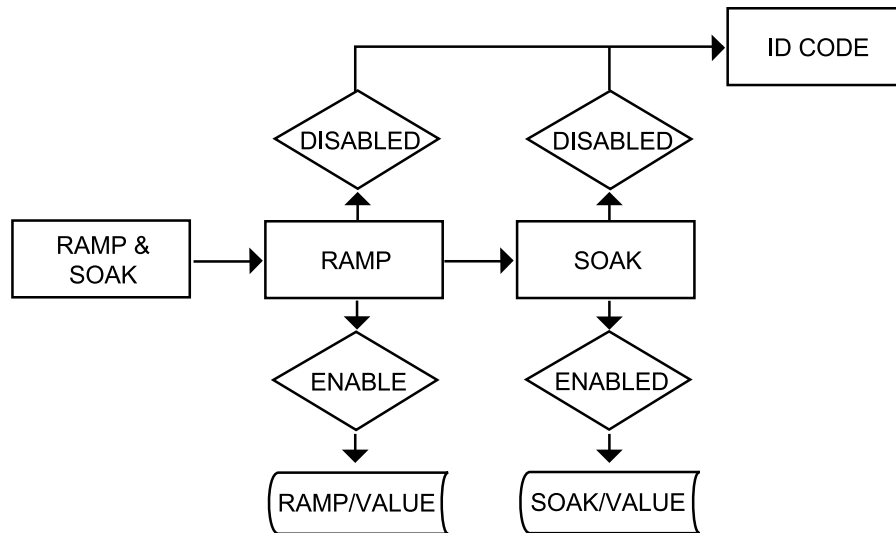 ID CODE
DISABLED
DISABLED
RAMP &
SOAK
RAMP
SOAK
ENABLE
ENABLED
RAMP/VALUE
SOAK/VALUE